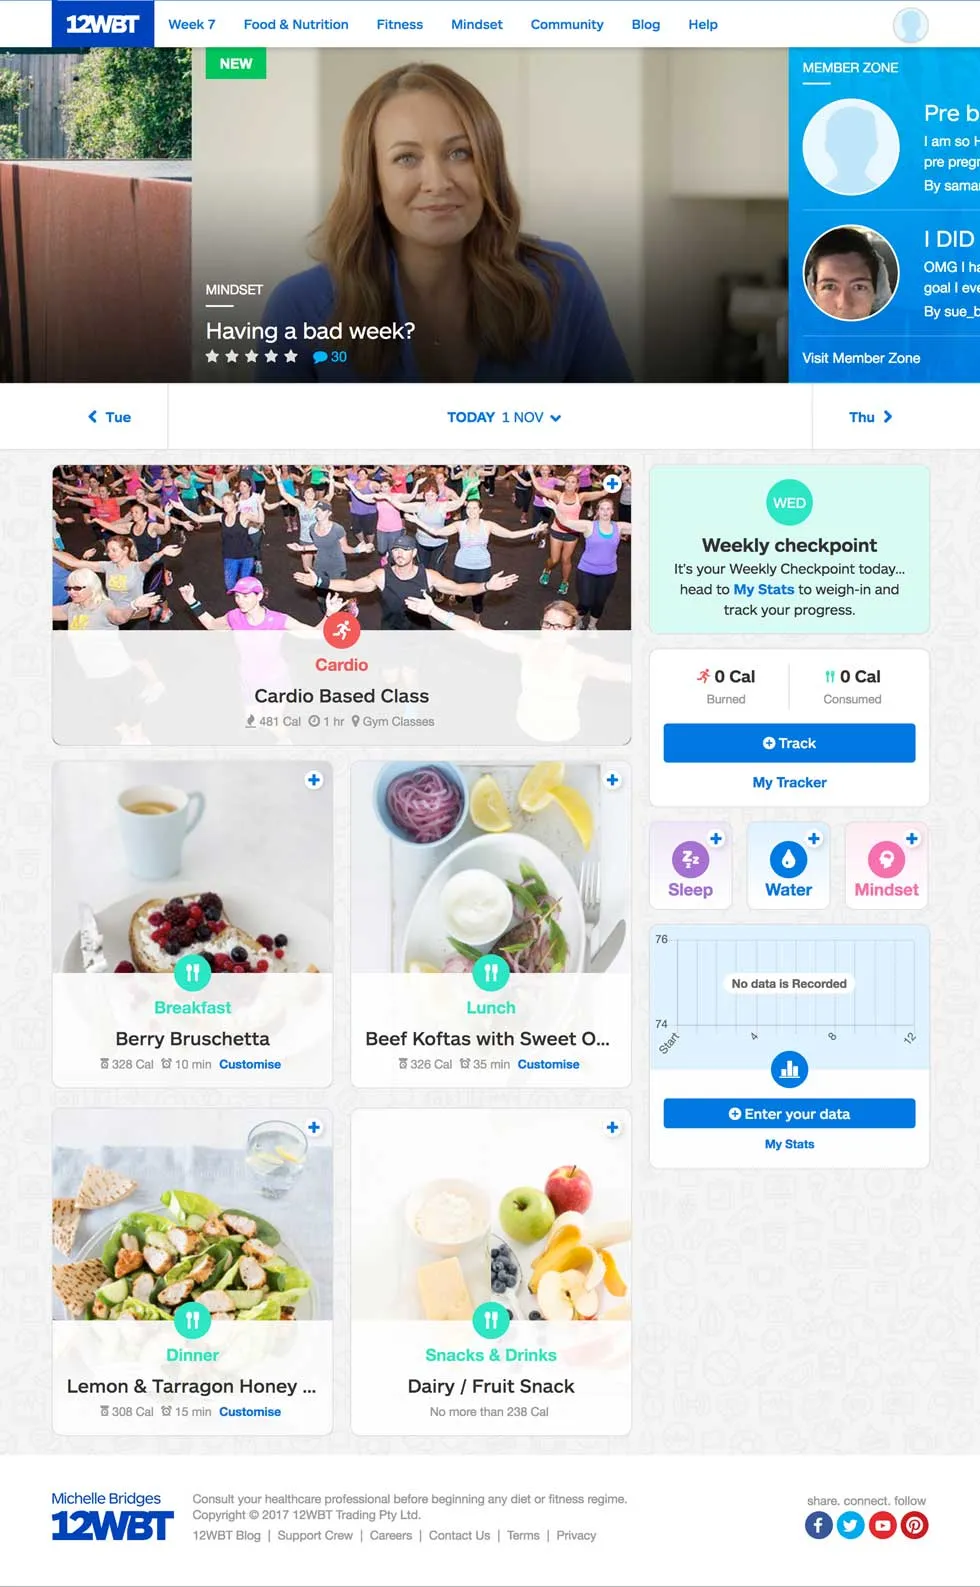 12WBT
Week 7
Food & Nutrition
Fitness
Mindset
Community
Blog
Help
NEW
MINDSET
Having a bad week?
30
MEMBER ZONE
Pre b
I am so H
pre pregn
By sama
I DID
OMG I ha
goal I eve
By sue_b
Visit Member Zone
Tue
TODAY 1 NOV
Thu
Cardio
Cardio Based Class
481 Cal 1 hr Gym Classes
WED
Weekly checkpoint
It's your Weekly Checkpoint today...
head to My Stats to weigh-in and
track your progress.
0 Cal
Burned
0 Cal
Consumed
Track
My Tracker
Sleep
Water
Mindset
Breakfast
Berry Bruschetta
328 Cal 10 min Customise
Lunch
Beef Koftas with Sweet O...
326 Cal 35 min Customise
76
No data is Recorded
74
Start
4
8
12
Enter your data
My Stats
Dinner
Lemon & Tarragon Honey ...
308 Cal 15 min Customise
Snacks & Drinks
Dairy / Fruit Snack
No more than 238 Cal
Michelle Bridges
12WBT
Consult your healthcare professional before beginning any diet or fitness regime.
Copyright © 2017 12WBT Trading Pty Ltd.
12WBT Blog | Support Crew | Careers | Contact Us | Terms | Privacy
share. connect. follow